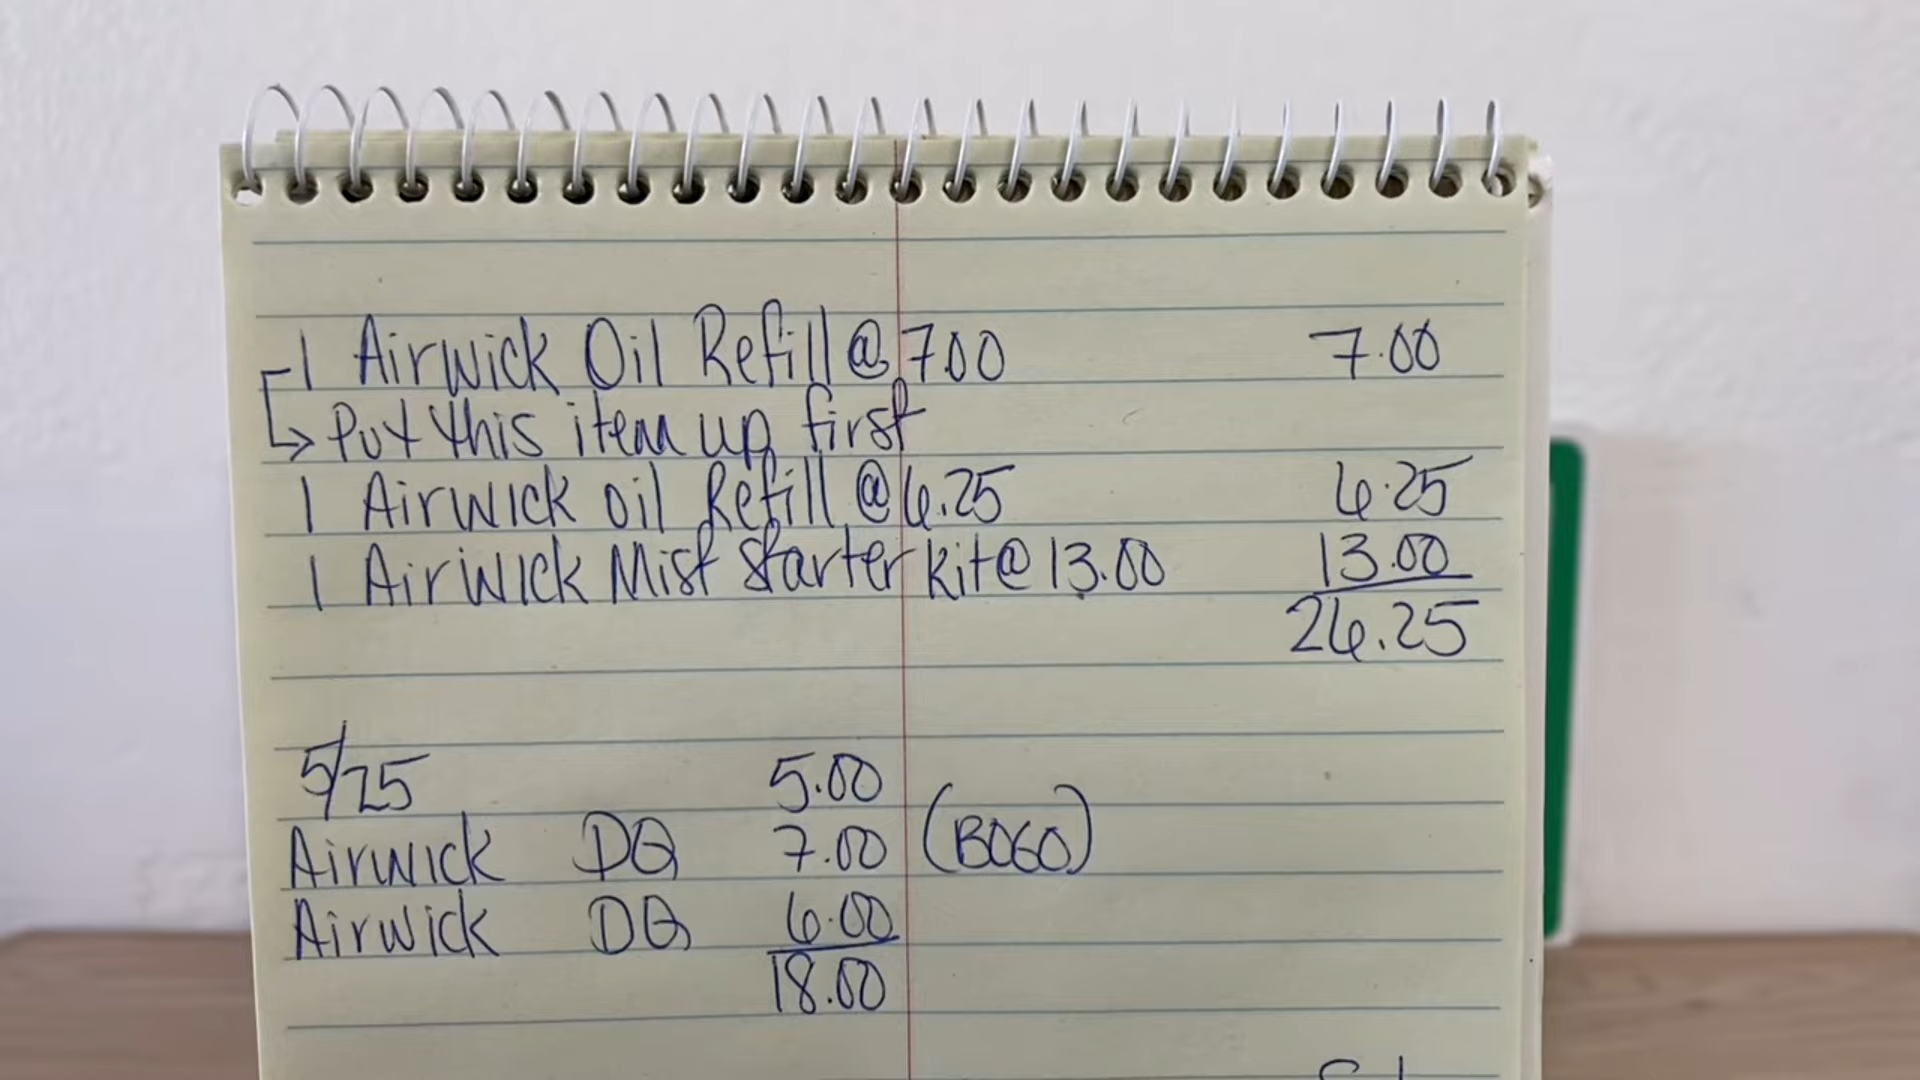 1 Airwick Oil Refill @ 7.00 7.00
Put this item up first
1 Airwick oil Refill @ 6.25 6.25
1 Airwick Mist starter kit @ 13.00 13.00
26.25
5/25 5.00
Airwick DQ 7.00 (BOGO)
Airwick DQ 6.00
18.00